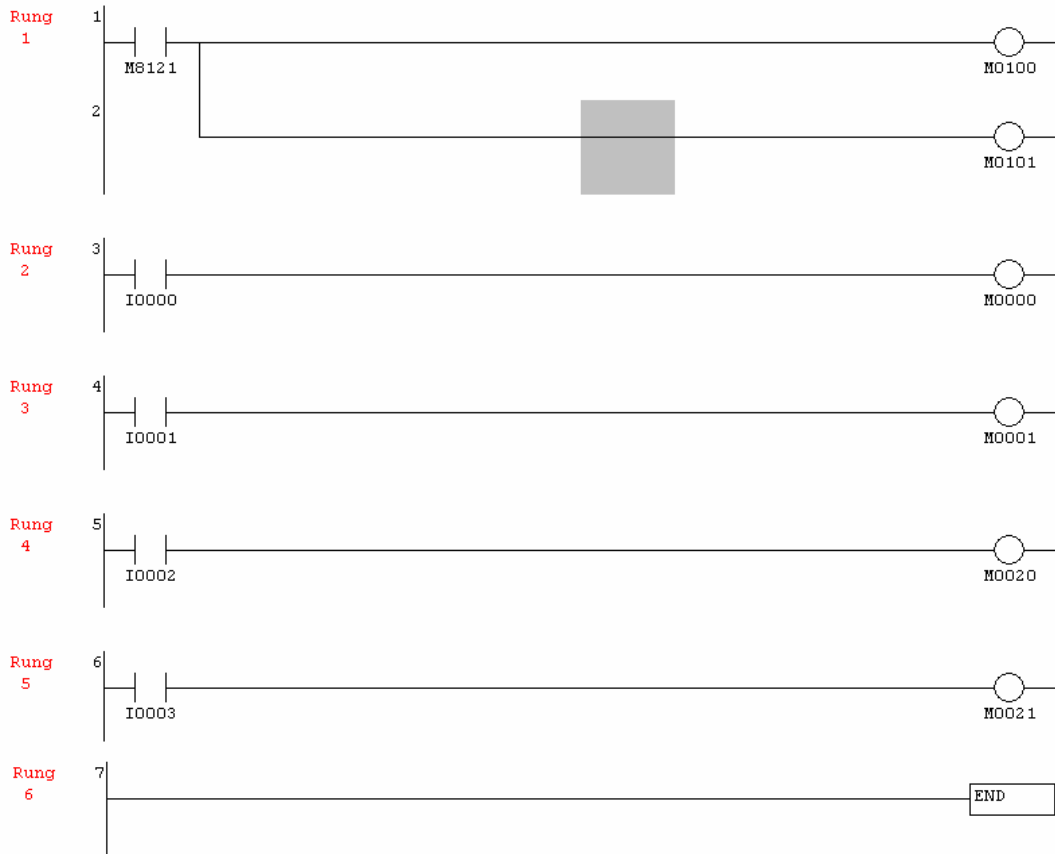 Rung 1
1
M8121
M0100
2
M0101
Rung 3
2
I0000
M0000
Rung 4
3
I0001
M0001
Rung 5
4
I0002
M0020
Rung 6
5
I0003
M0021
Rung 7
6
END